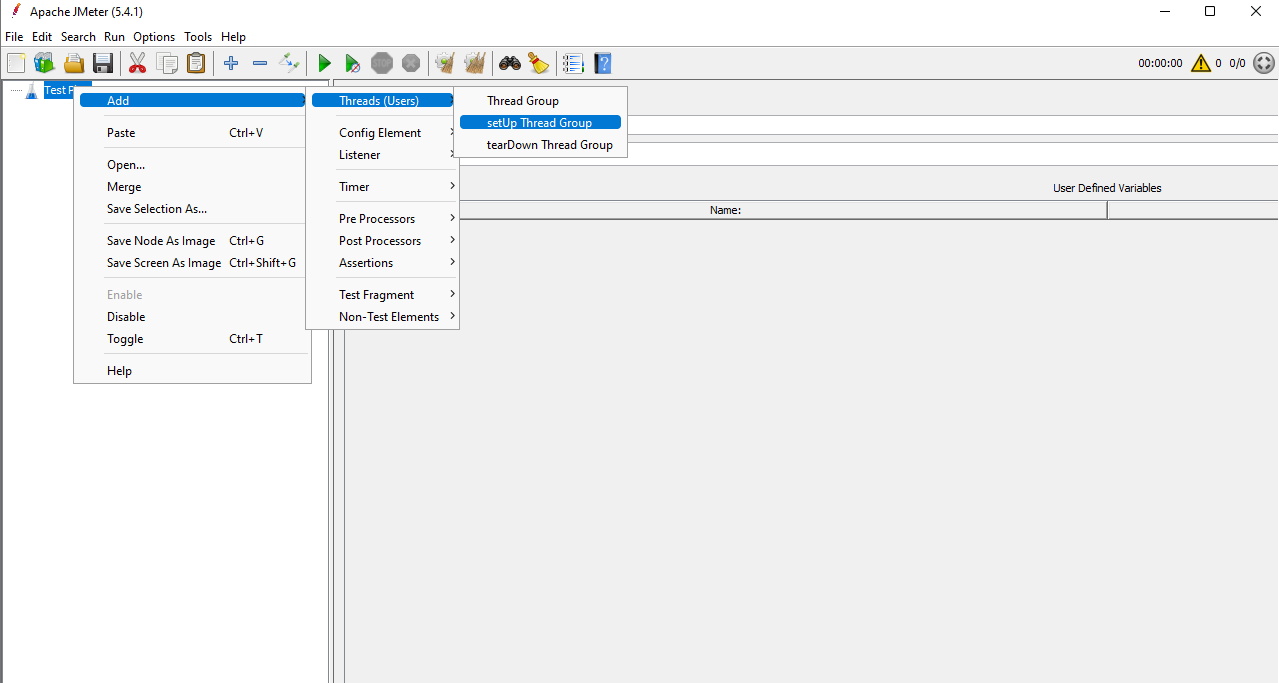 Apache JMeter (5.4.1)
File Edit Search Run Options Tools Help
STOP
00:00:00 0 0/0
Test P
Add
Paste Ctrl+V
Open...
Merge
Save Selection As...
Save Node As Image Ctrl+G
Save Screen As Image Ctrl+Shift+G
Enable
Disable
Toggle Ctrl+T
Help
Threads (Users)
Config Element
Listener
Timer
Pre Processors
Post Processors
Assertions
Test Fragment
Non-Test Elements
Thread Group
setUp Thread Group
tearDown Thread Group
User Defined Variables
Name: